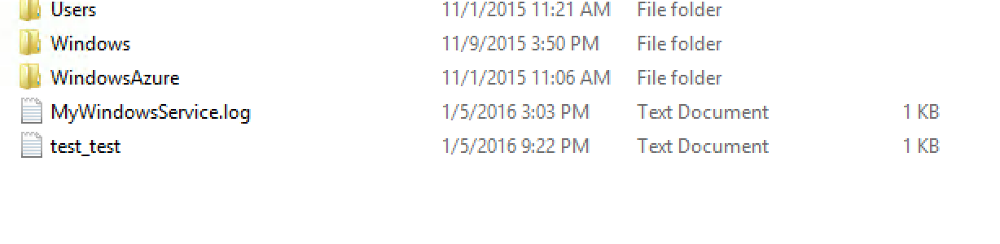 Users 11/1/2015 11:21 AM File folder
Windows 11/9/2015 3:50 PM File folder
WindowsAzure 11/1/2015 11:06 AM File folder
MyWindowsService.log 1/5/2016 3:03 PM Text Document 1 KB
test_test 1/5/2016 9:22 PM Text Document 1 KB